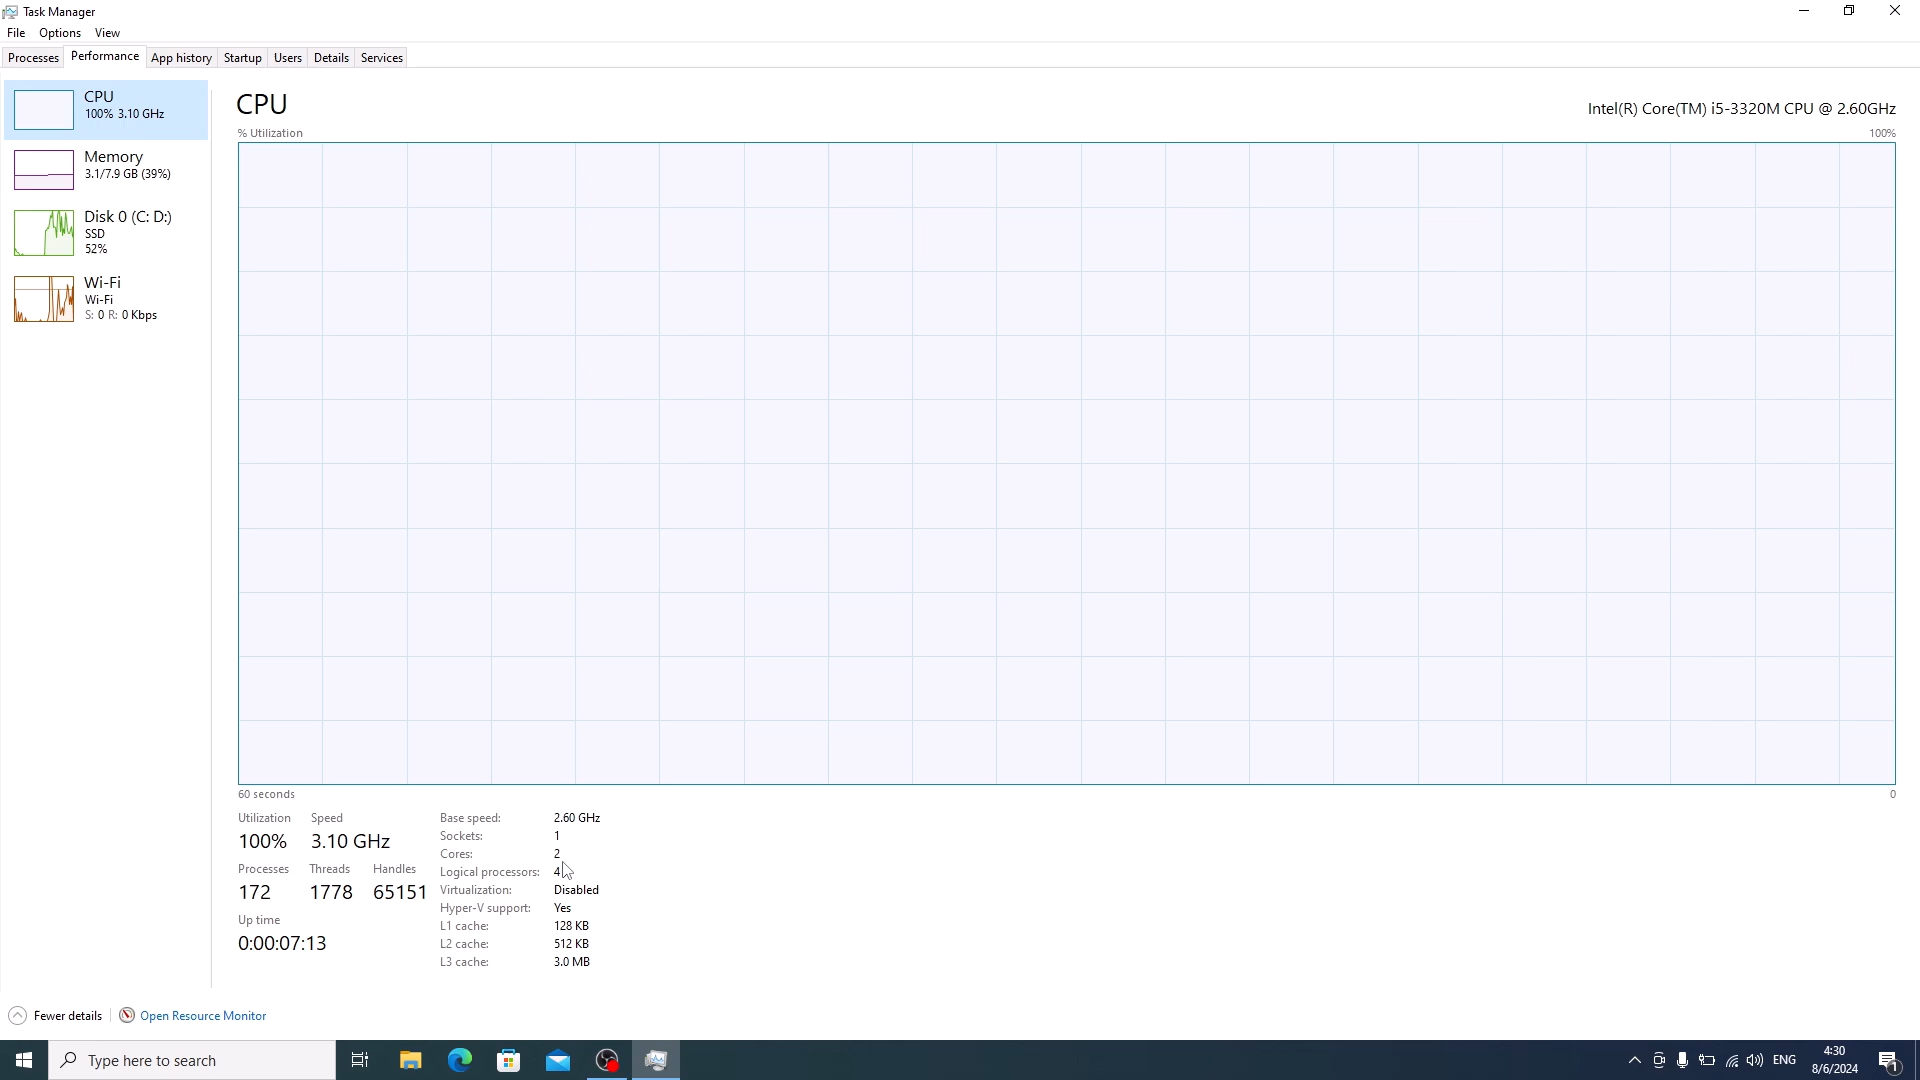 Task Manager
File Options View
Processes Performance App history Startup Users Details Services
CPU
100% 3.10 GHz
Memory
3.1/7.9 GB (39%)
Disk 0 (C: D:)
SSD
52%
Wi-Fi
Wi-Fi
S: 0 R: 0 Kbps
CPU
Intel(R) Core(TM) i5-3320M CPU @ 2.60GHz
% Utilization 100%
60 seconds 0
Utilization Speed
100% 3.10 GHz
Processes Threads Handles
172 1778 65151
Up time
0:00:07:13
Base speed: 2.60 GHz
Sockets: 1
Cores: 2
Logical processors: 4
Virtualization: Disabled
Hyper-V support: Yes
L1 cache: 128 KB
L2 cache: 512 KB
L3 cache: 3.0 MB
Fewer details Open Resource Monitor
Type here to search
ENG
4:30
8/6/2024
1